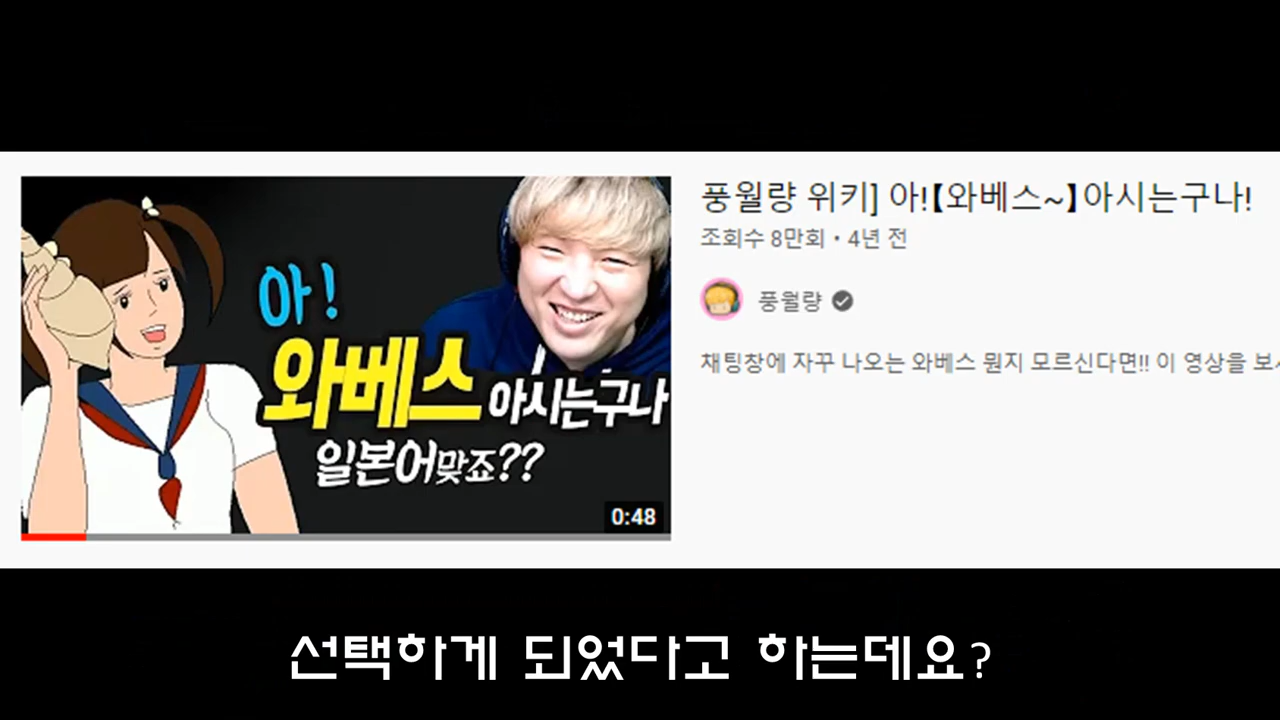 아!
와베스 아시는구나
일본어맞죠??
0:48
풍월량 위키] 아!【와베스~】아시는구나!
조회수 8만회 • 4년 전
풍월량
채팅창에 자꾸 나오는 와베스 뭔지 모르신다면!! 이 영상을
선택하게 되었다고 하는데요?